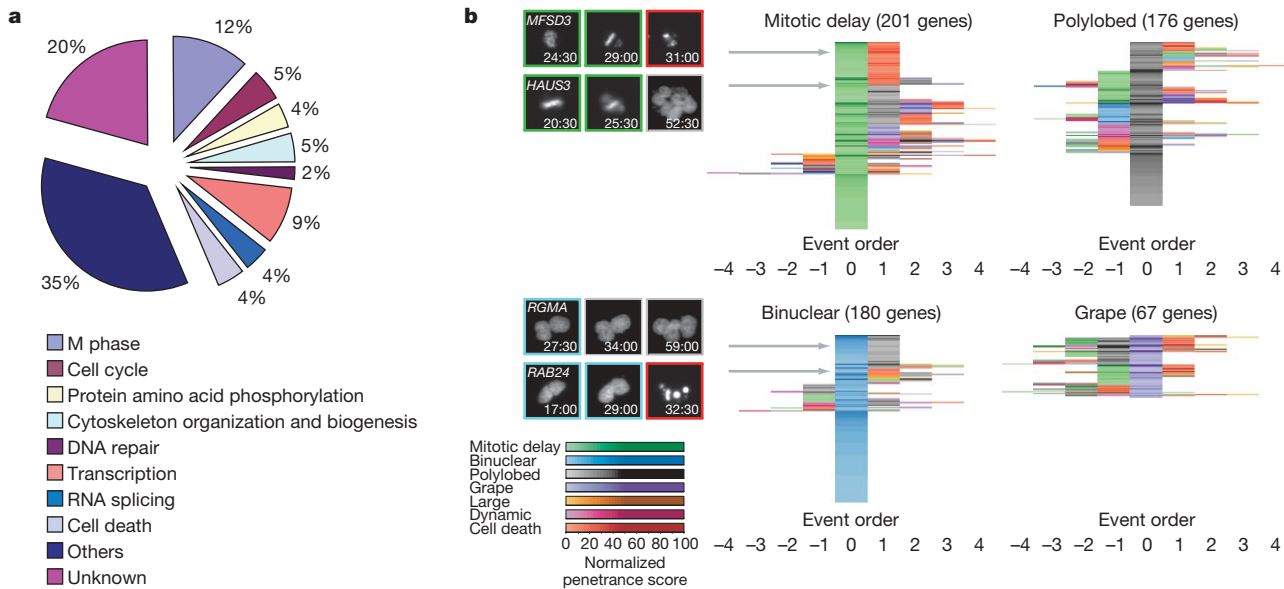 a
12%
5%
4%
5%
2%
9%
4%
4%
35%
20%
M phase
Cell cycle
Protein amino acid phosphorylation
Cytoskeleton organization and biogenesis
DNA repair
Transcription
RNA splicing
Cell death
Others
Unknown
b
MFSD3
24:30 29:00 31:00
HAUS3
20:30 25:30 52:30
Mitotic delay (201 genes)
Event order
–4 –3 –2 –1 0 1 2 3 4
Polylobed (176 genes)
Event order
–4 –3 –2 –1 0 1 2 3 4
RGMA
27:30 34:00 59:00
RAB24
17:00 29:00 32:30
Binuclear (180 genes)
Event order
–4 –3 –2 –1 0 1 2 3 4
Grape (67 genes)
Event order
–4 –3 –2 –1 0 1 2 3 4
Mitotic delay
Binuclear
Polylobed
Grape
Large
Dynamic
Cell death
0 20 40 60 80 100
Normalized
penetrance score